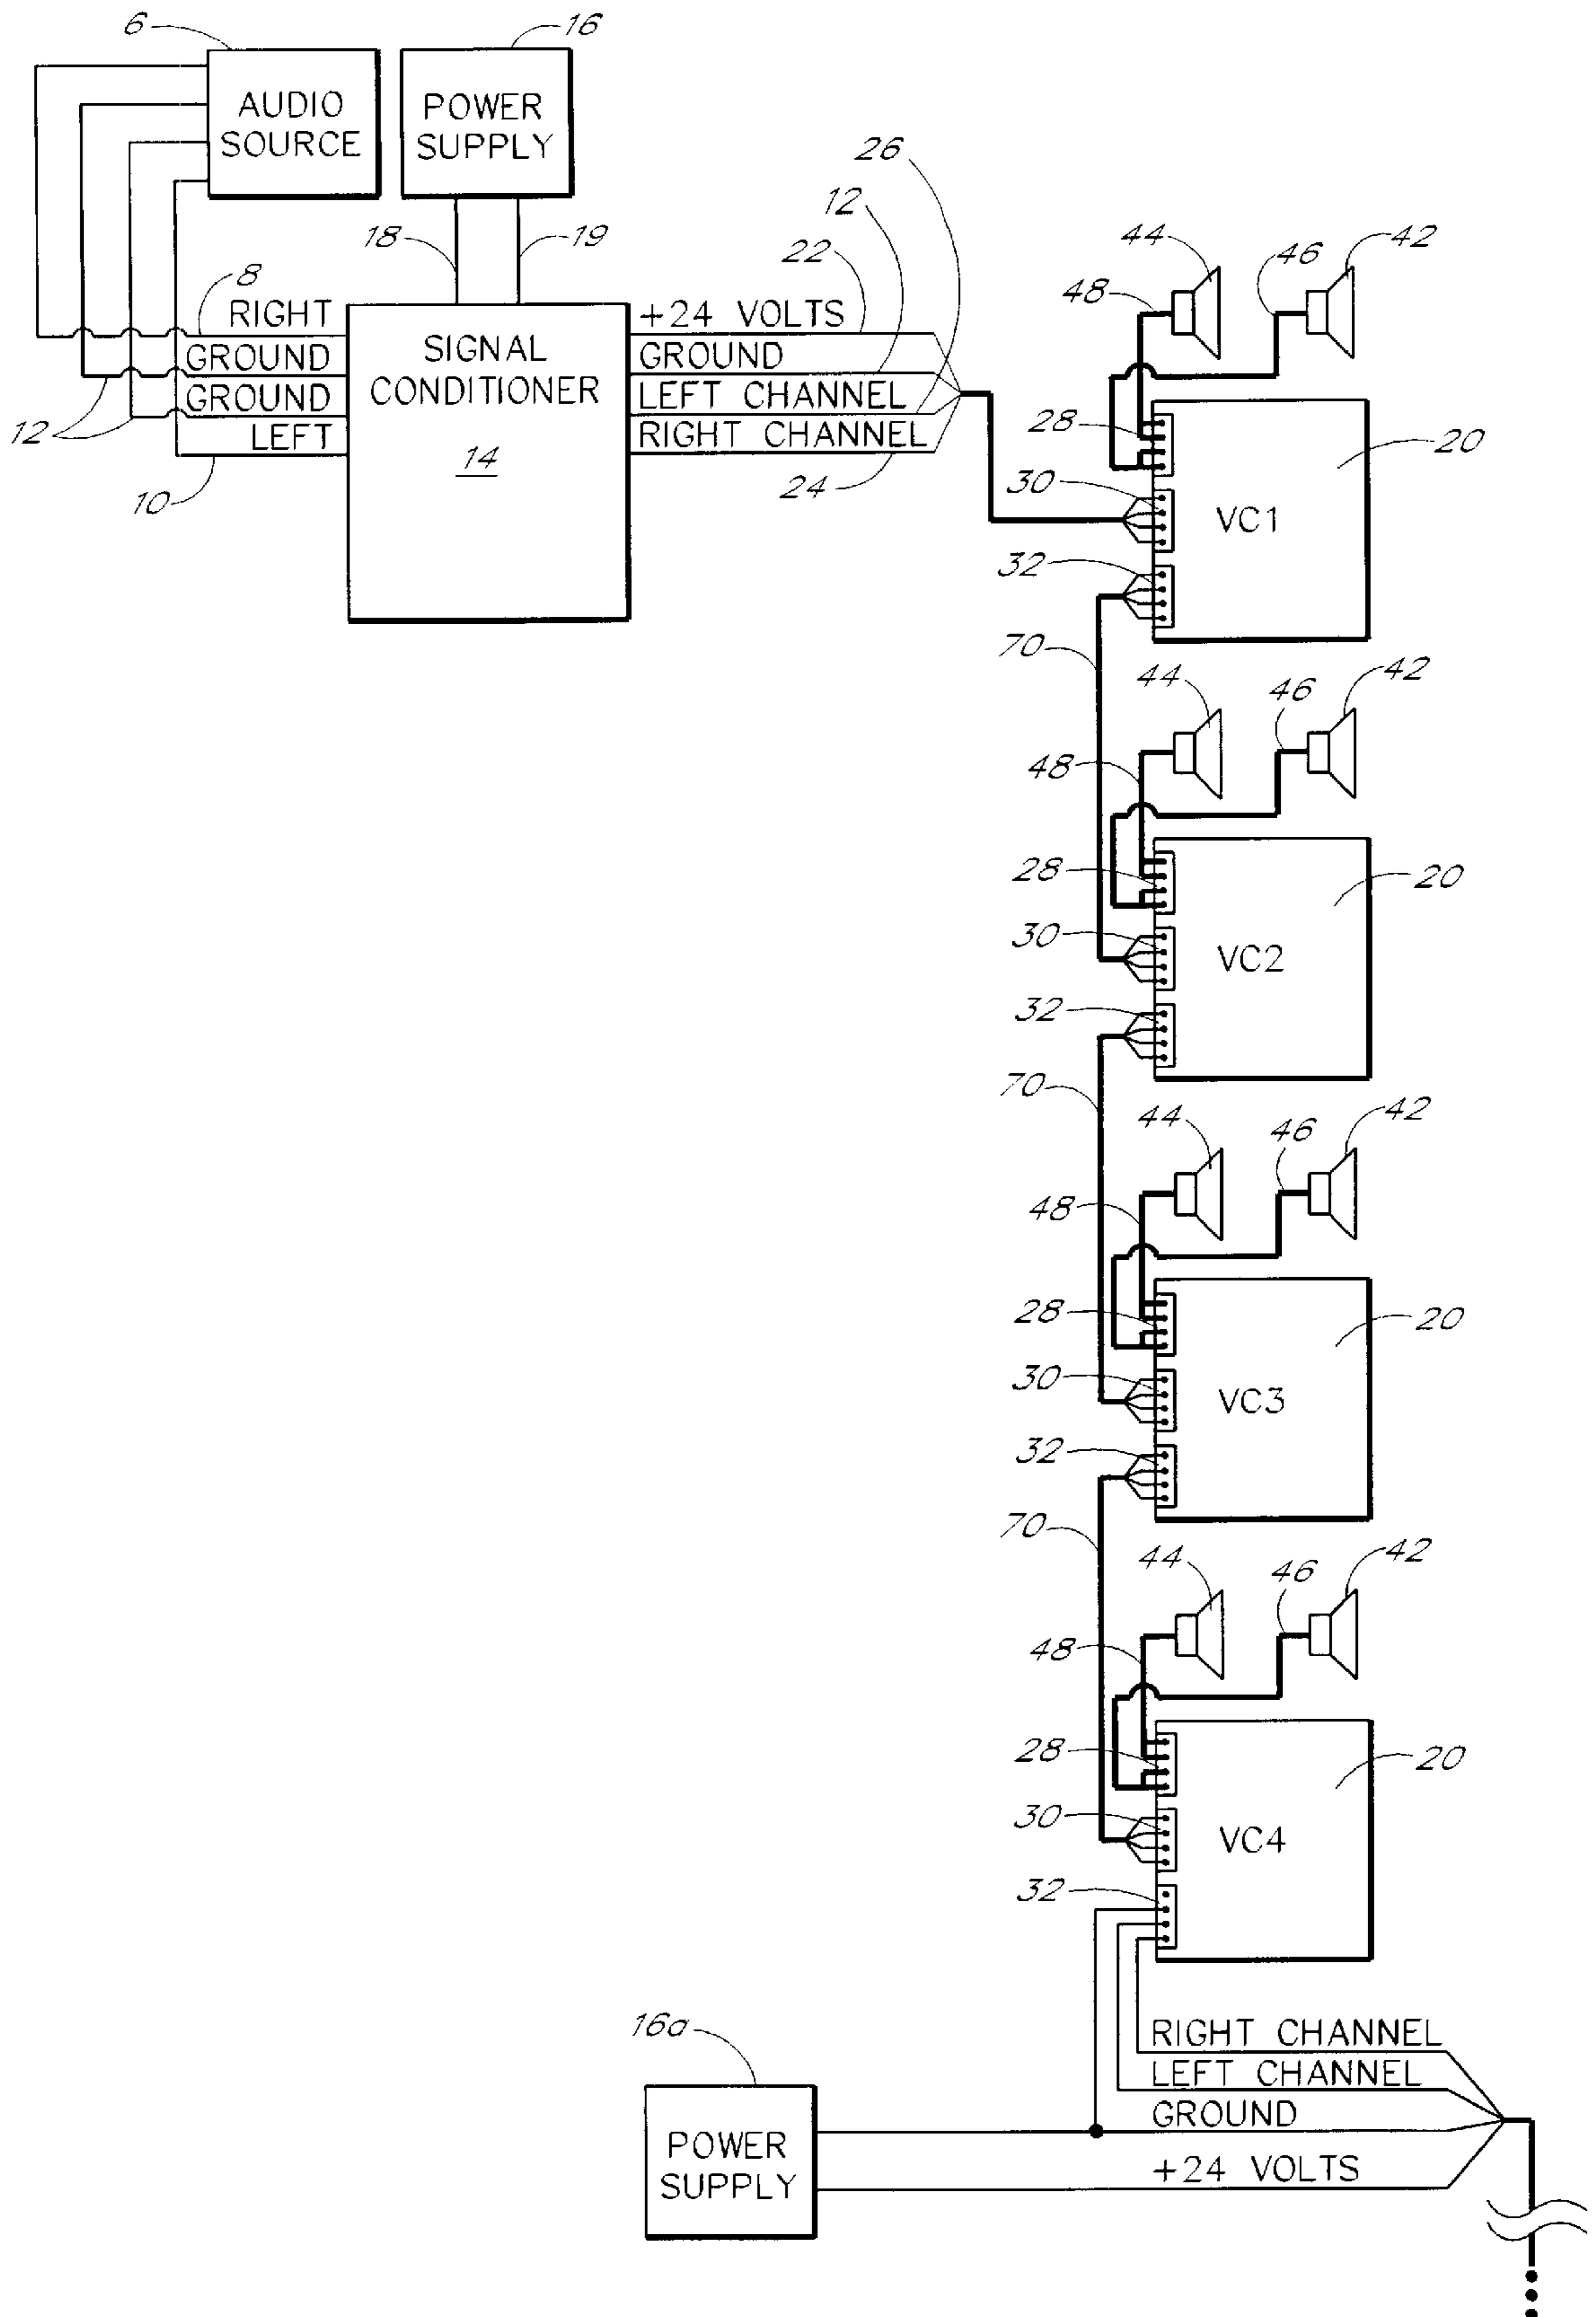 6
16
AUDIO
SOURCE
POWER
SUPPLY
26
12
18
19
22
8
RIGHT
GROUND
GROUND
LEFT
12
10
SIGNAL
CONDITIONER
14
+24 VOLTS
GROUND
LEFT CHANNEL
RIGHT CHANNEL
24
44
46
42
48
28
20
30
VC1
32
70
44
46
42
48
28
20
30
VC2
32
70
44
46
42
48
28
20
30
VC3
32
70
44
46
42
48
28
20
30
VC4
32
16a
POWER
SUPPLY
RIGHT CHANNEL
LEFT CHANNEL
GROUND
+24 VOLTS